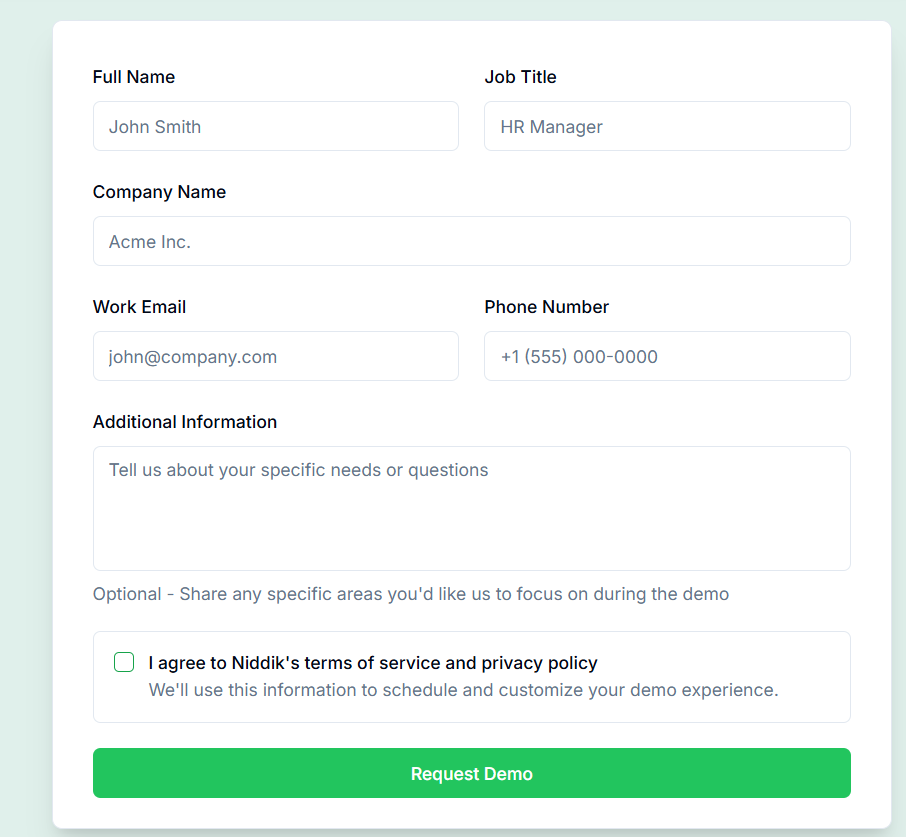 Full Name
Job Title
John Smith
HR Manager
Company Name
Acme Inc.
Work Email
Phone Number
john@company.com
+1 (555) 000-0000
Additional Information
Tell us about your specific needs or questions
Optional - Share any specific areas you'd like us to focus on during the demo
I agree to Niddik's terms of service and privacy policy
We'll use this information to schedule and customize your demo experience.
Request Demo